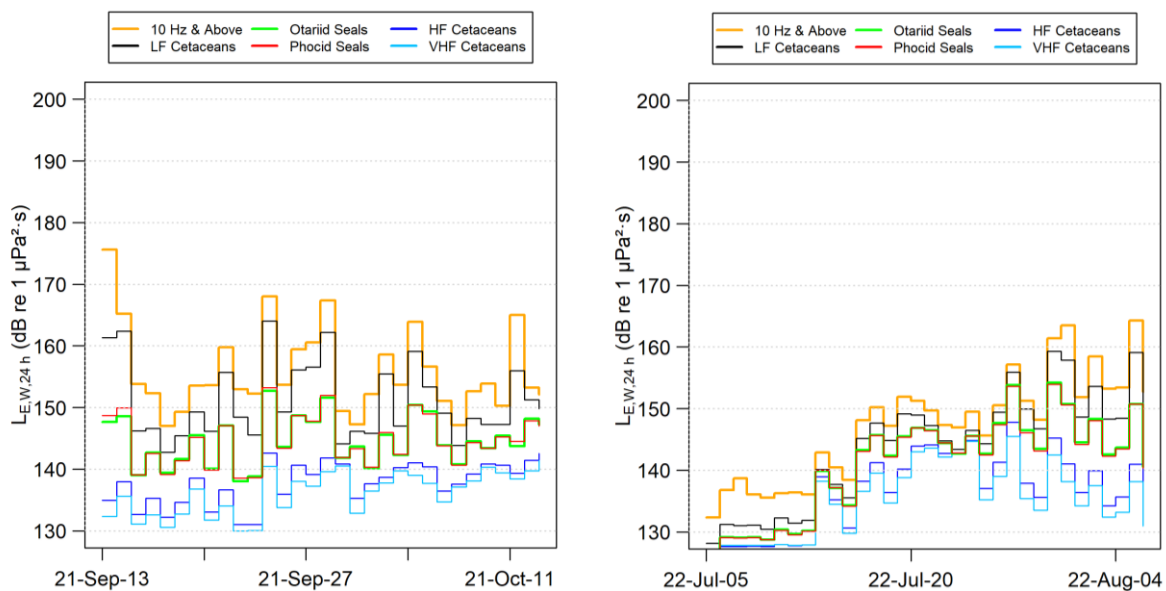 10 Hz & Above Otariid Seals HF Cetaceans
LF Cetaceans Phocid Seals VHF Cetaceans
200
190
180
170
160
150
140
130
L_E,W,24 h (dB re 1 μPa²·s)
21-Sep-13 21-Sep-27 21-Oct-11
10 Hz & Above Otariid Seals HF Cetaceans
LF Cetaceans Phocid Seals VHF Cetaceans
200
190
180
170
160
150
140
130
L_E,W,24 h (dB re 1 μPa²·s)
22-Jul-05 22-Jul-20 22-Aug-04